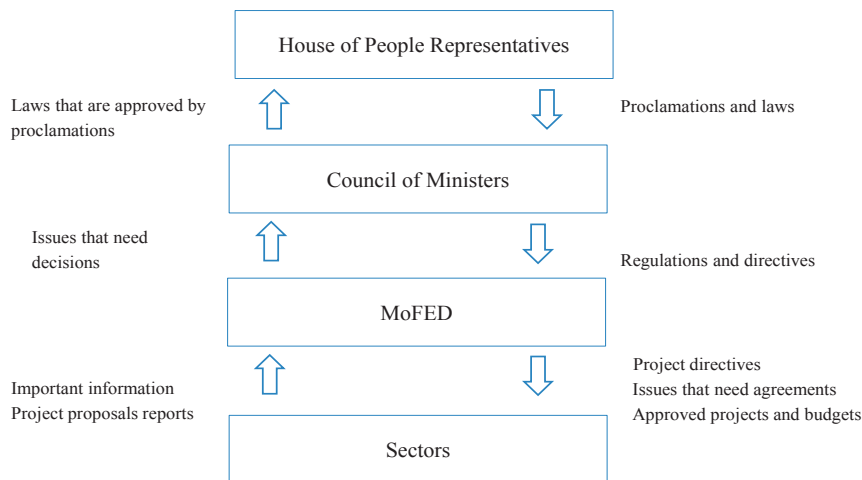 House of People Representatives
Laws that are approved by
proclamations
Proclamations and laws
Council of Ministers
Issues that need
decisions
Regulations and directives
MoFED
Important information
Project proposals reports
Project directives
Issues that need agreements
Approved projects and budgets
Sectors